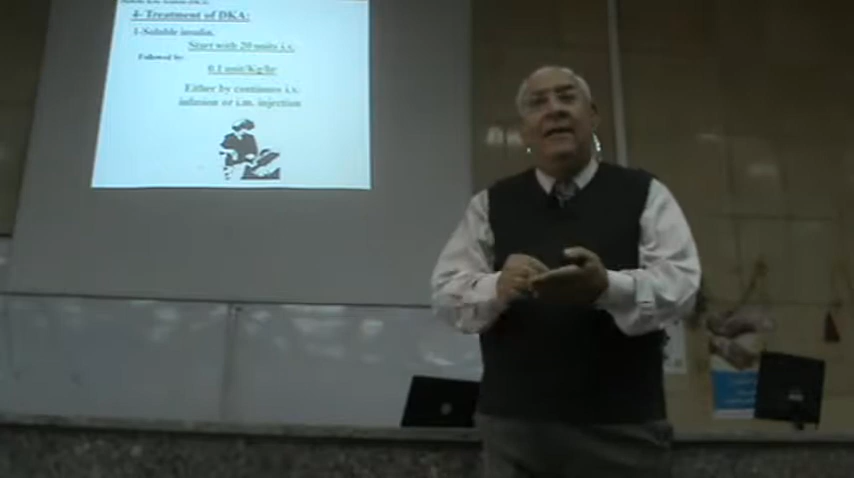 4- Treatment of DKA:
1-Soluble insulin,
Start with 20 units i.v.
Followed by:
0.1 unit/Kg/hr
Either by continuos i.v.
infusion or i.m. injection